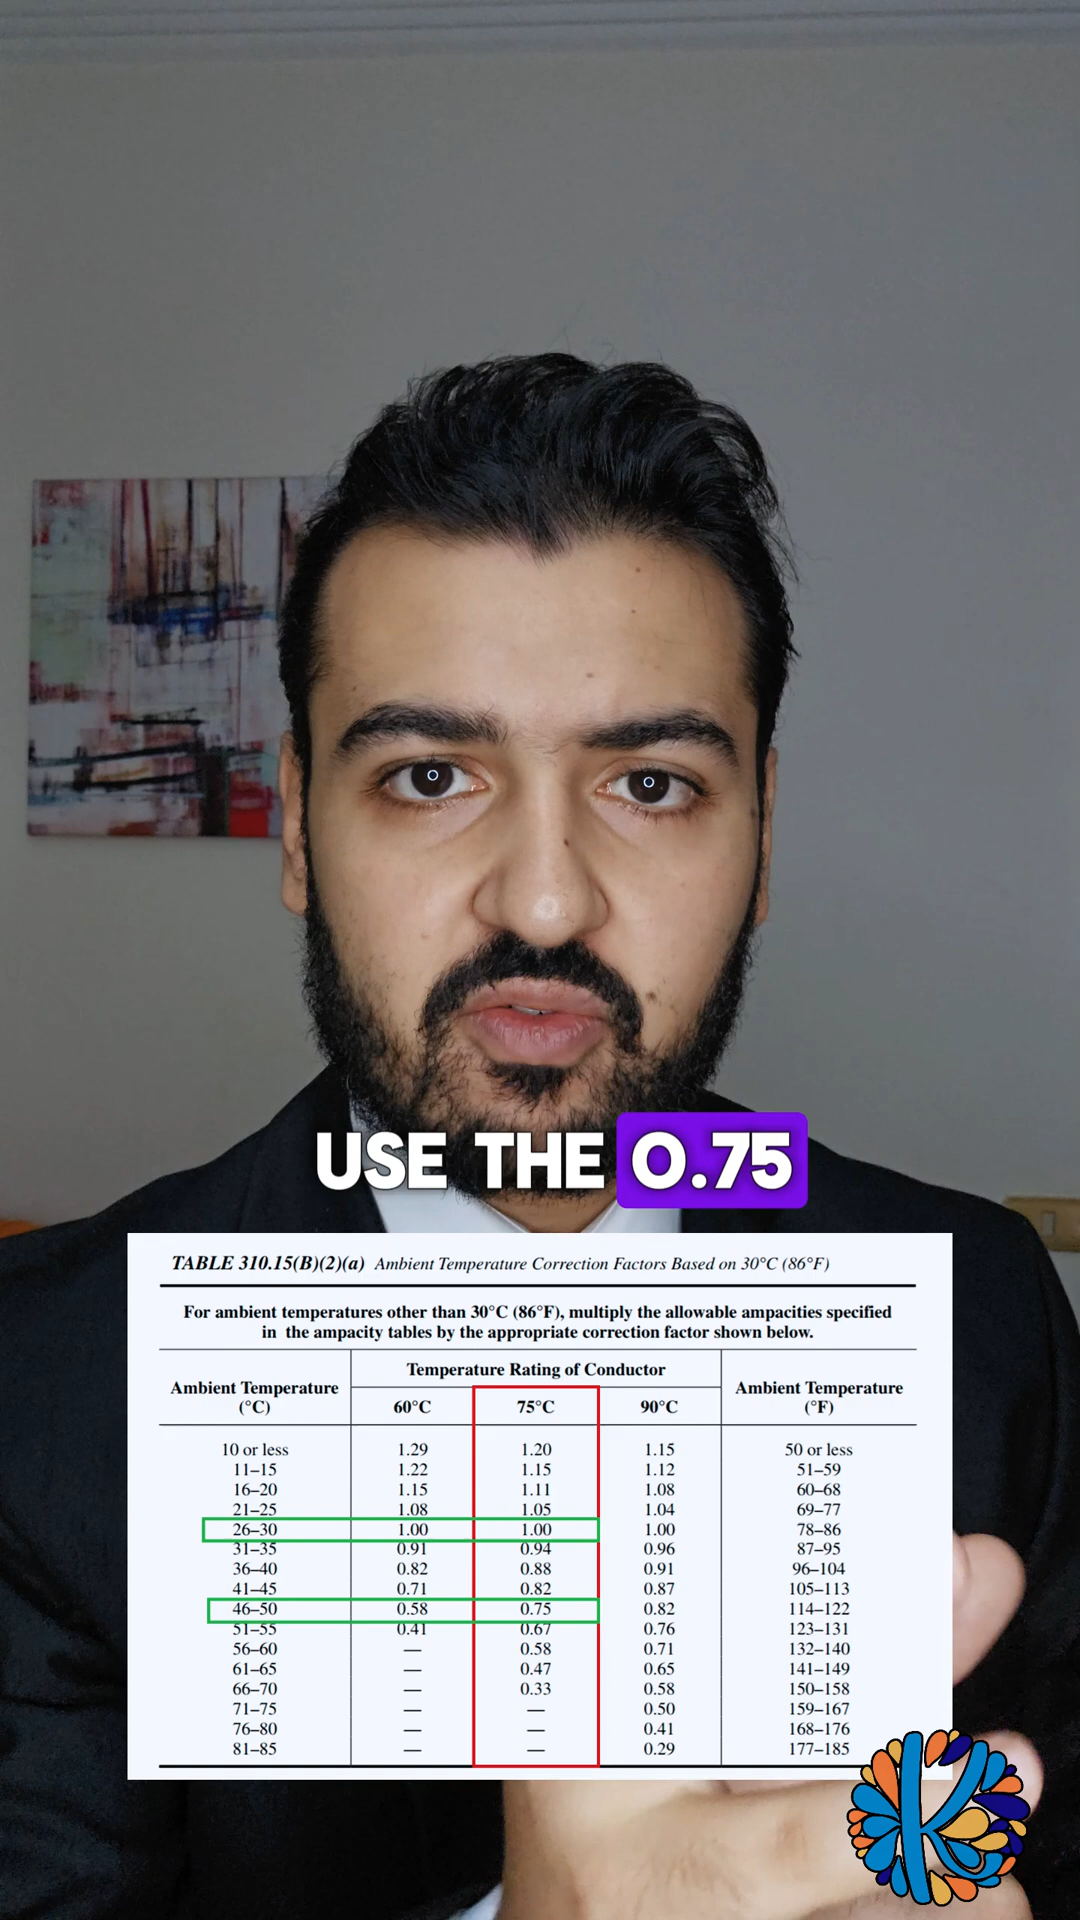 USE THE 0.75
TABLE 310.15(B)(2)(a) Ambient Temperature Correction Factors Based on 30°C (86°F)
For ambient temperatures other than 30°C (86°F), multiply the allowable ampacities specified
in the ampacity tables by the appropriate correction factor shown below.
Temperature Rating of Conductor
Ambient Temperature (°C) 60°C 75°C 90°C Ambient Temperature (°F)
10 or less 1.29 1.20 1.15 50 or less
11–15 1.22 1.15 1.12 51–59
16–20 1.15 1.11 1.08 60–68
21–25 1.08 1.05 1.04 69–77
26–30 1.00 1.00 1.00 78–86
31–35 0.91 0.94 0.96 87–95
36–40 0.82 0.88 0.91 96–104
41–45 0.71 0.82 0.87 105–113
46–50 0.58 0.75 0.82 114–122
51–55 0.41 0.67 0.76 123–131
56–60 — 0.58 0.71 132–140
61–65 — 0.47 0.65 141–149
66–70 — 0.33 0.58 150–158
71–75 — — 0.50 159–167
76–80 — — 0.41 168–176
81–85 — — 0.29 177–185
K